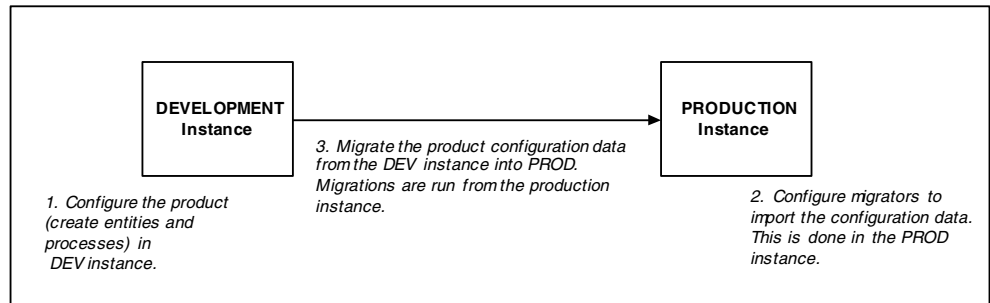 DEVELOPMENT
Instance
PRODUCTION
Instance
3. Migrate the product configuration data
from the DEV instance into PROD.
Migrations are run from the production
instance.
1. Configure the product
(create entities and
processes) in
DEV instance.
2. Configure migrators to
import the configuration data.
This is done in the PROD
instance.